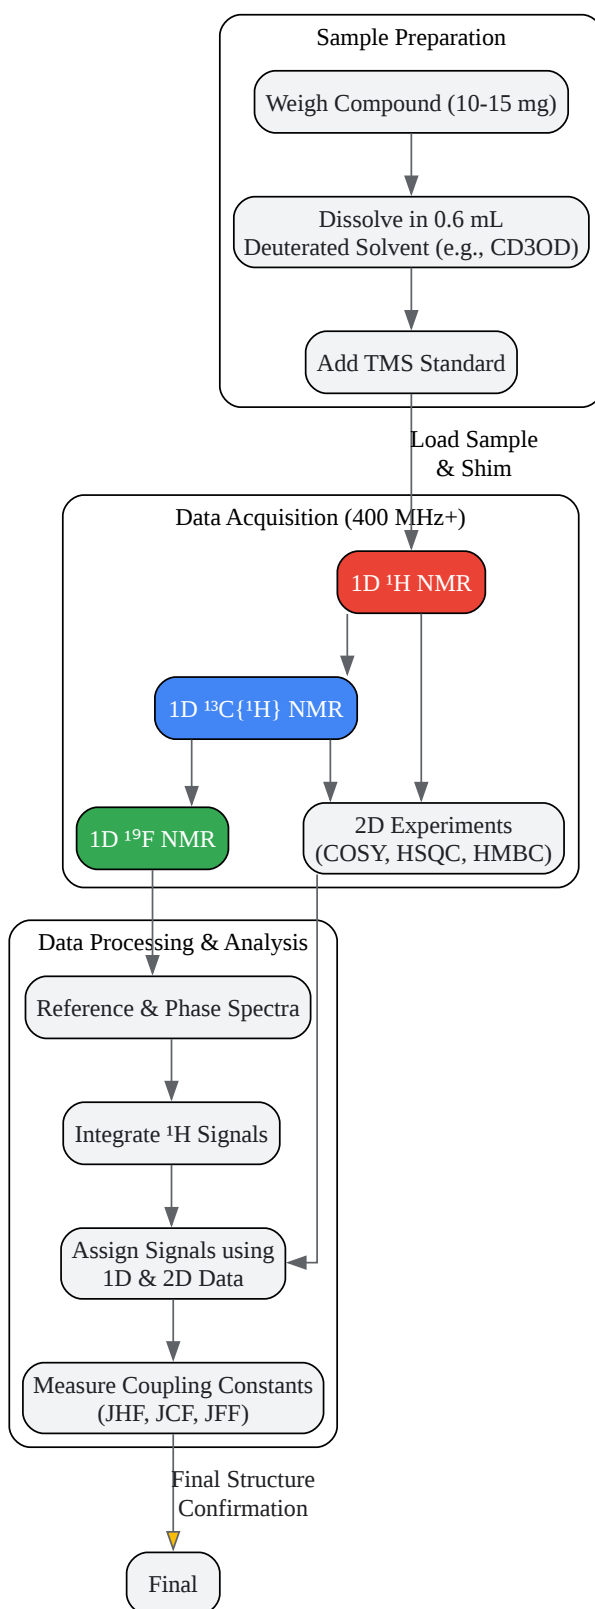 Sample Preparation
Weigh Compound (10-15 mg)
Dissolve in 0.6 mL
Deuterated Solvent (e.g., CD3OD)
Add TMS Standard
Load Sample
& Shim
Data Acquisition (400 MHz+)
1D ¹H NMR
1D ¹³C{¹H} NMR
1D ¹⁹F NMR
2D Experiments
(COSY, HSQC, HMBC)
Data Processing & Analysis
Reference & Phase Spectra
Integrate ¹H Signals
Assign Signals using
1D & 2D Data
Measure Coupling Constants
(JHF, JCF, JFF)
Final Structure
Confirmation
Final